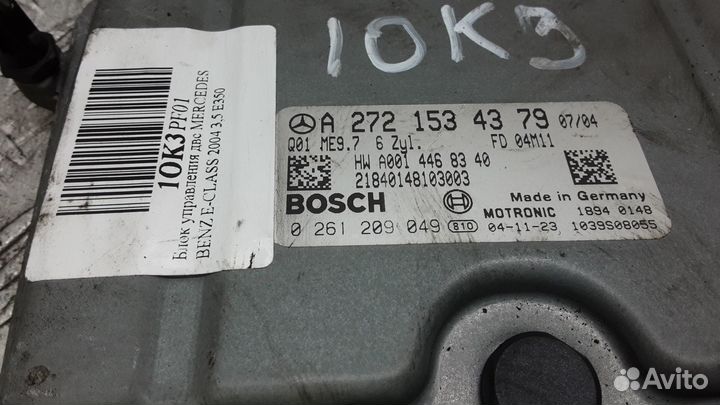 10K3
10K3PF01
Блок управления двс MERCEDES
BENZ E-CLASS 2004 3,5 E350
A 272 153 43 79 07/04
Q01 ME9.7 6 Zyl. FD 04M11
HW A001 446 83 40
21840148103003
BOSCH
Made in Germany
MOTRONIC 1894 0148
0 261 209 049 810 04-11-23 1039S08055
Avito